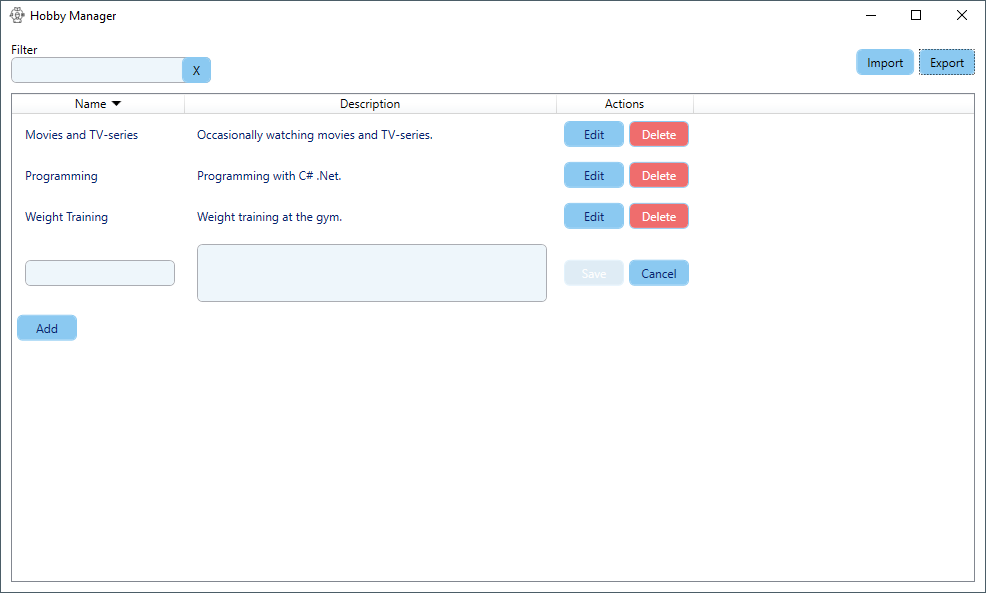 Hobby Manager
Filter
X
Import Export
Name Description Actions
Movies and TV-series Occasionally watching movies and TV-series. Edit Delete
Programming Programming with C# .Net. Edit Delete
Weight Training Weight training at the gym. Edit Delete
Save Cancel
Add